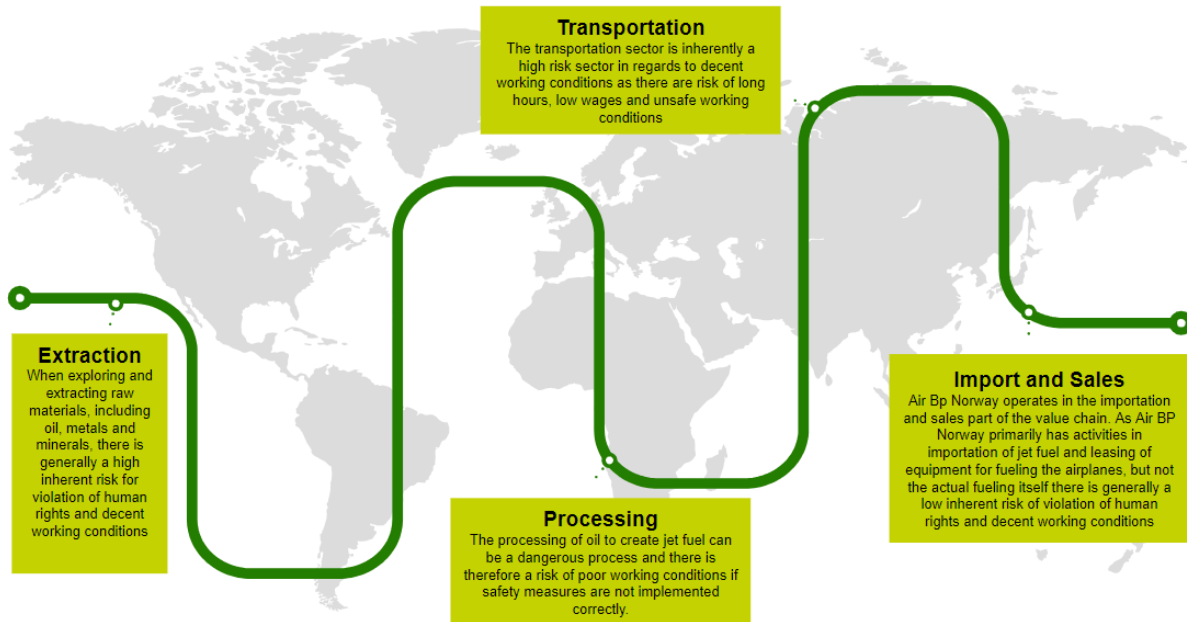 Transportation
The transportation sector is inherently a
high risk sector in regards to decent
working conditions as there are risk of long
hours, low wages and unsafe working
conditions
Extraction
When exploring and
extracting raw
materials, including
oil, metals and
minerals, there is
generally a high
inherent risk for
violation of human
rights and decent
working conditions
Processing
The processing of oil to create jet fuel can
be a dangerous process and there is
therefore a risk of poor working conditions if
safety measures are not implemented
correctly.
Import and Sales
Air Bp Norway operates in the importation
and sales part of the value chain. As Air BP
Norway primarily has activities in
importation of jet fuel and leasing of
equipment for fueling the airplanes, but not
the actual fueling itself there is generally a
low inherent risk of violation of human
rights and decent working conditions